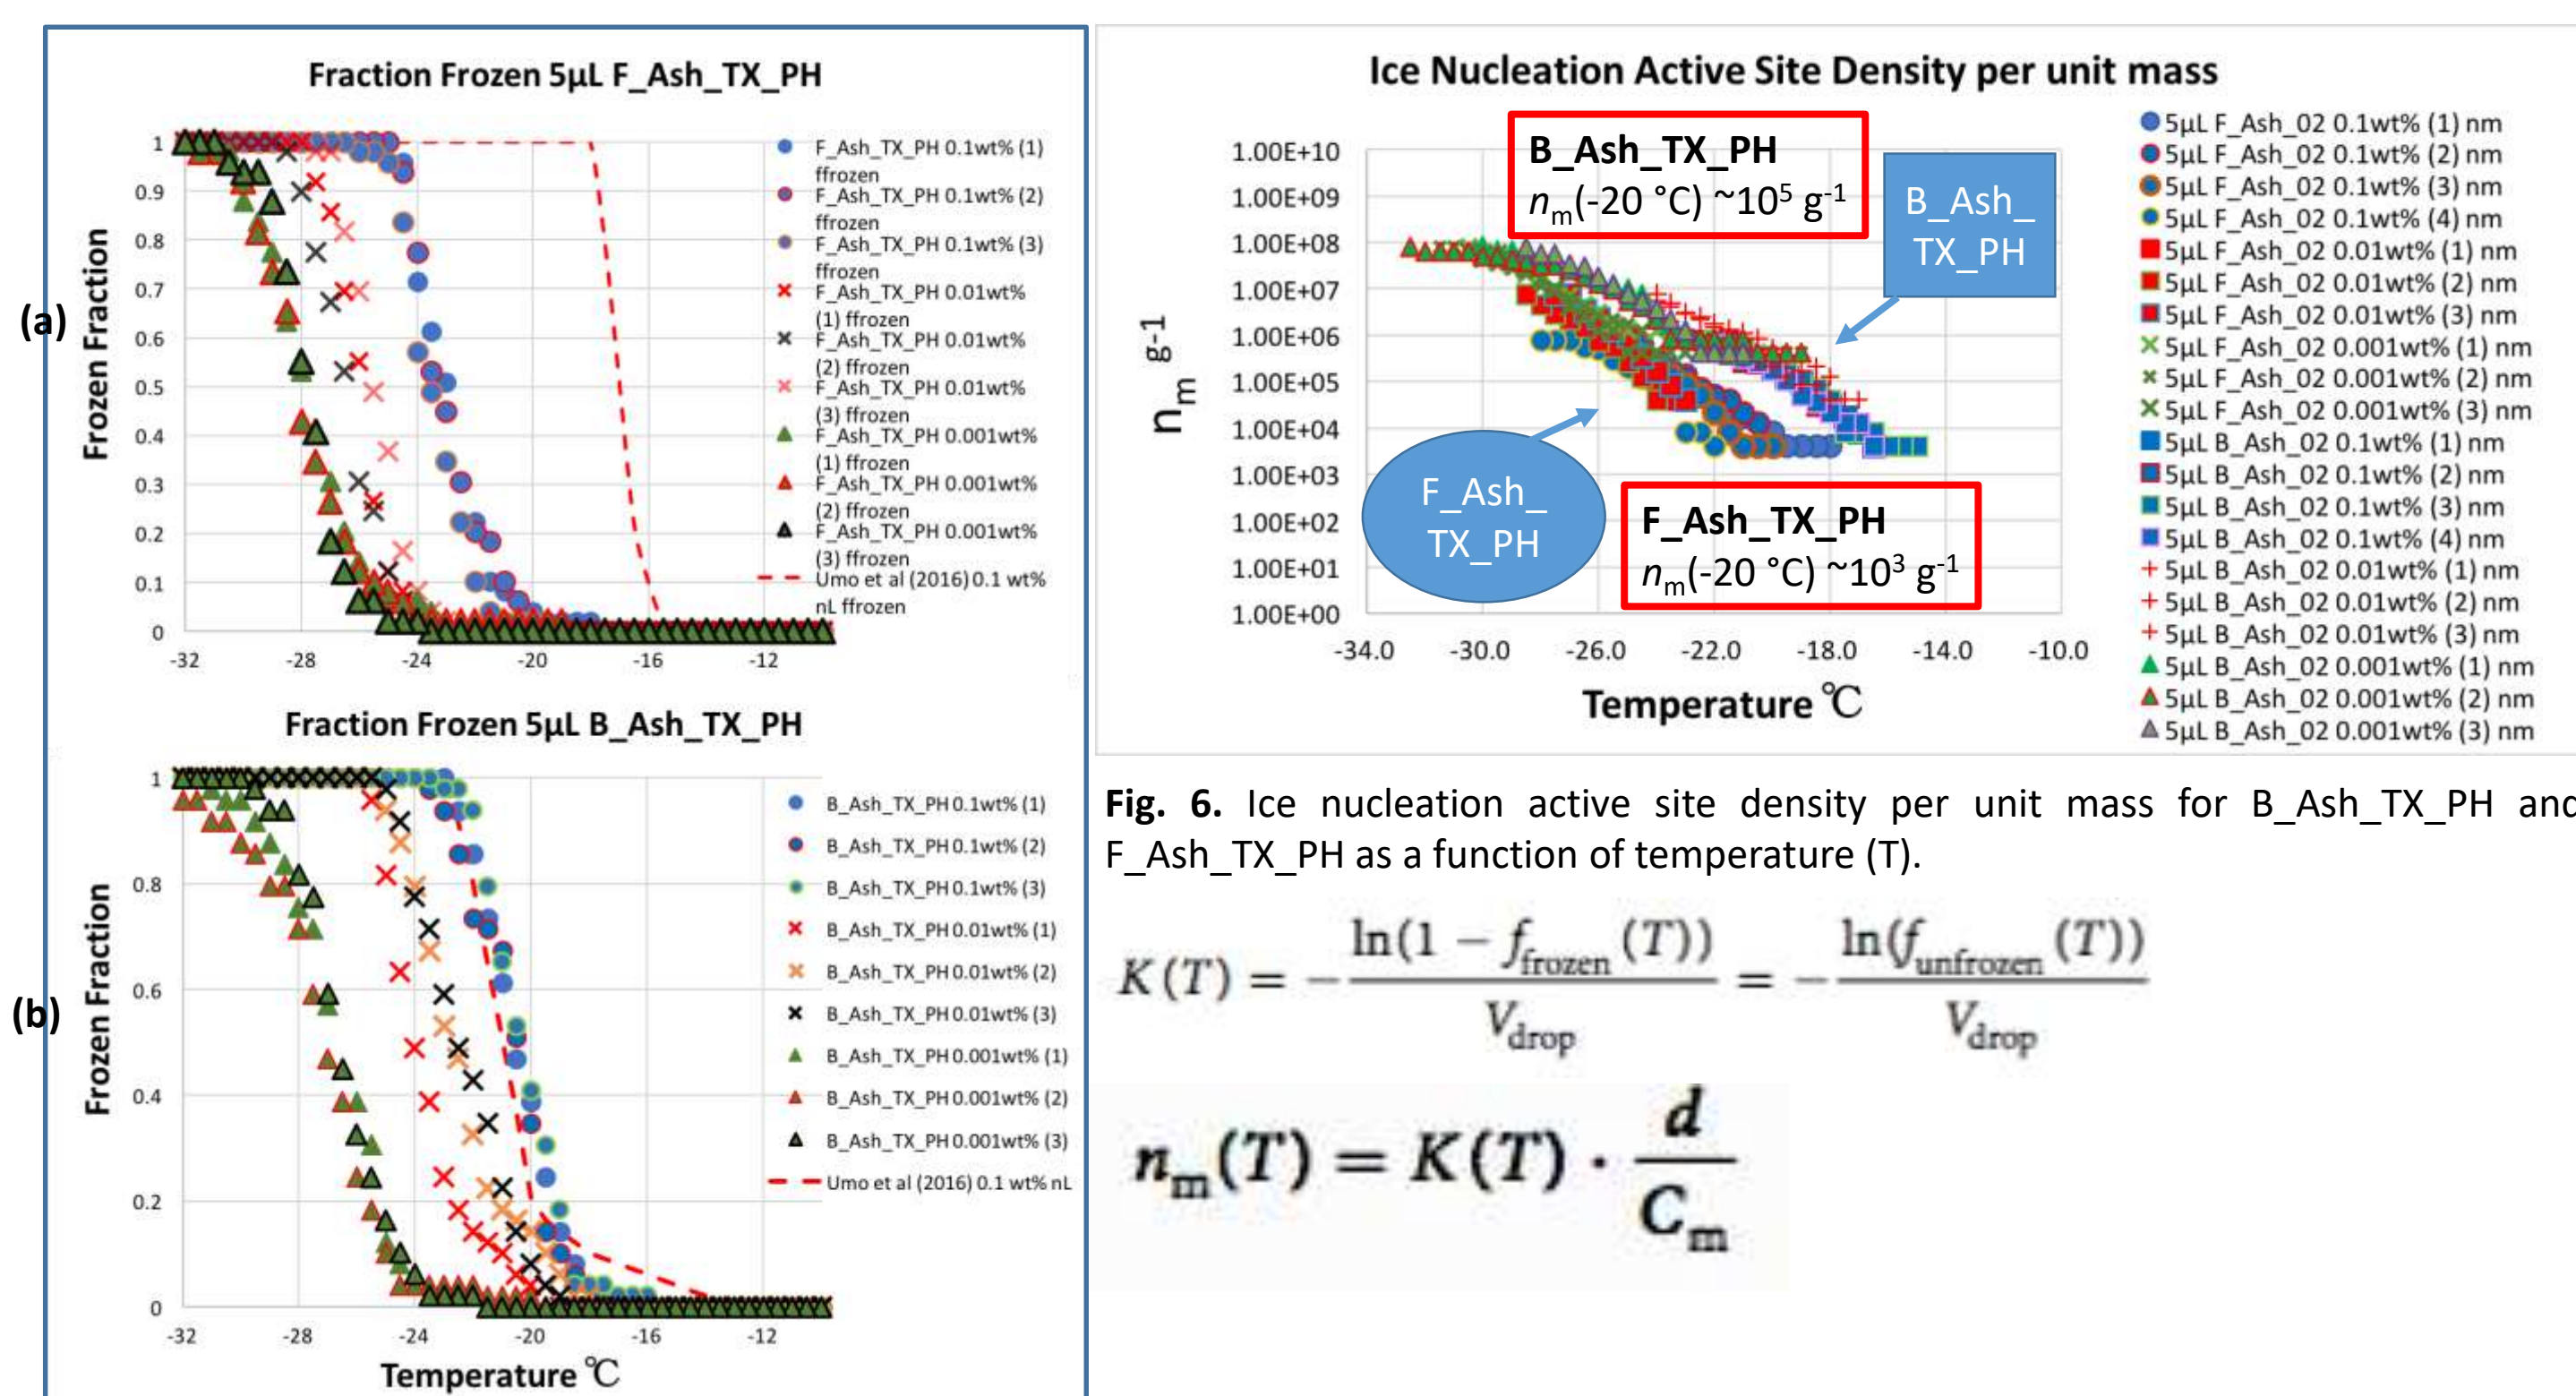 Fraction Frozen 5µL F_Ash_TX_PH
(a)
Frozen Fraction
1
0.9
0.8
0.7
0.6
0.5
0.4
0.3
0.2
0.1
0
-32
-28
-24
-20
-16
-12
F_Ash_TX_PH 0.1wt% (1)
ffrozen
F_Ash_TX_PH 0.1wt% (2)
ffrozen
F_Ash_TX_PH 0.1wt% (3)
ffrozen
F_Ash_TX_PH 0.01wt%
(1) ffrozen
F_Ash_TX_PH 0.01wt%
(2) ffrozen
F_Ash_TX_PH 0.01wt%
(3) ffrozen
F_Ash_TX_PH 0.001wt%
(1) ffrozen
F_Ash_TX_PH 0.001wt%
(2) ffrozen
F_Ash_TX_PH 0.001wt%
(3) ffrozen
Umo et al (2016) 0.1 wt%
nL ffrozen
Fraction Frozen 5µL B_Ash_TX_PH
(b)
Frozen Fraction
1
0.8
0.6
0.4
0.2
0
-32
-28
-24
-20
-16
-12
Temperature ℃
B_Ash_TX_PH 0.1wt% (1)
B_Ash_TX_PH 0.1wt% (2)
B_Ash_TX_PH 0.1wt% (3)
B_Ash_TX_PH 0.01wt% (1)
B_Ash_TX_PH 0.01wt% (2)
B_Ash_TX_PH 0.01wt% (3)
B_Ash_TX_PH 0.001wt% (1)
B_Ash_TX_PH 0.001wt% (2)
B_Ash_TX_PH 0.001wt% (3)
Umo et al (2016) 0.1 wt% nL
Ice Nucleation Active Site Density per unit mass
n_m g⁻¹
1.00E+10
1.00E+09
1.00E+08
1.00E+07
1.00E+06
1.00E+05
1.00E+04
1.00E+03
1.00E+02
1.00E+01
1.00E+00
-34.0
-30.0
-26.0
-22.0
-18.0
-14.0
-10.0
Temperature ℃
B_Ash_TX_PH
n_m(-20 °C) ~10⁵ g⁻¹
B_Ash_
TX_PH
F_Ash_
TX_PH
F_Ash_TX_PH
n_m(-20 °C) ~10³ g⁻¹
5µL F_Ash_02 0.1wt% (1) nm
5µL F_Ash_02 0.1wt% (2) nm
5µL F_Ash_02 0.1wt% (3) nm
5µL F_Ash_02 0.1wt% (4) nm
5µL F_Ash_02 0.01wt% (1) nm
5µL F_Ash_02 0.01wt% (2) nm
5µL F_Ash_02 0.01wt% (3) nm
5µL F_Ash_02 0.001wt% (1) nm
5µL F_Ash_02 0.001wt% (2) nm
5µL F_Ash_02 0.001wt% (3) nm
5µL B_Ash_02 0.1wt% (1) nm
5µL B_Ash_02 0.1wt% (2) nm
5µL B_Ash_02 0.1wt% (3) nm
5µL B_Ash_02 0.1wt% (4) nm
5µL B_Ash_02 0.01wt% (1) nm
5µL B_Ash_02 0.01wt% (2) nm
5µL B_Ash_02 0.01wt% (3) nm
5µL B_Ash_02 0.001wt% (1) nm
5µL B_Ash_02 0.001wt% (2) nm
5µL B_Ash_02 0.001wt% (3) nm
Fig. 6. Ice nucleation active site density per unit mass for B_Ash_TX_PH and
F_Ash_TX_PH as a function of temperature (T).
K(T) = − ln(1 − f_frozen(T)) / V_drop = − ln(f_unfrozen(T)) / V_drop
n_m(T) = K(T) · d / C_m